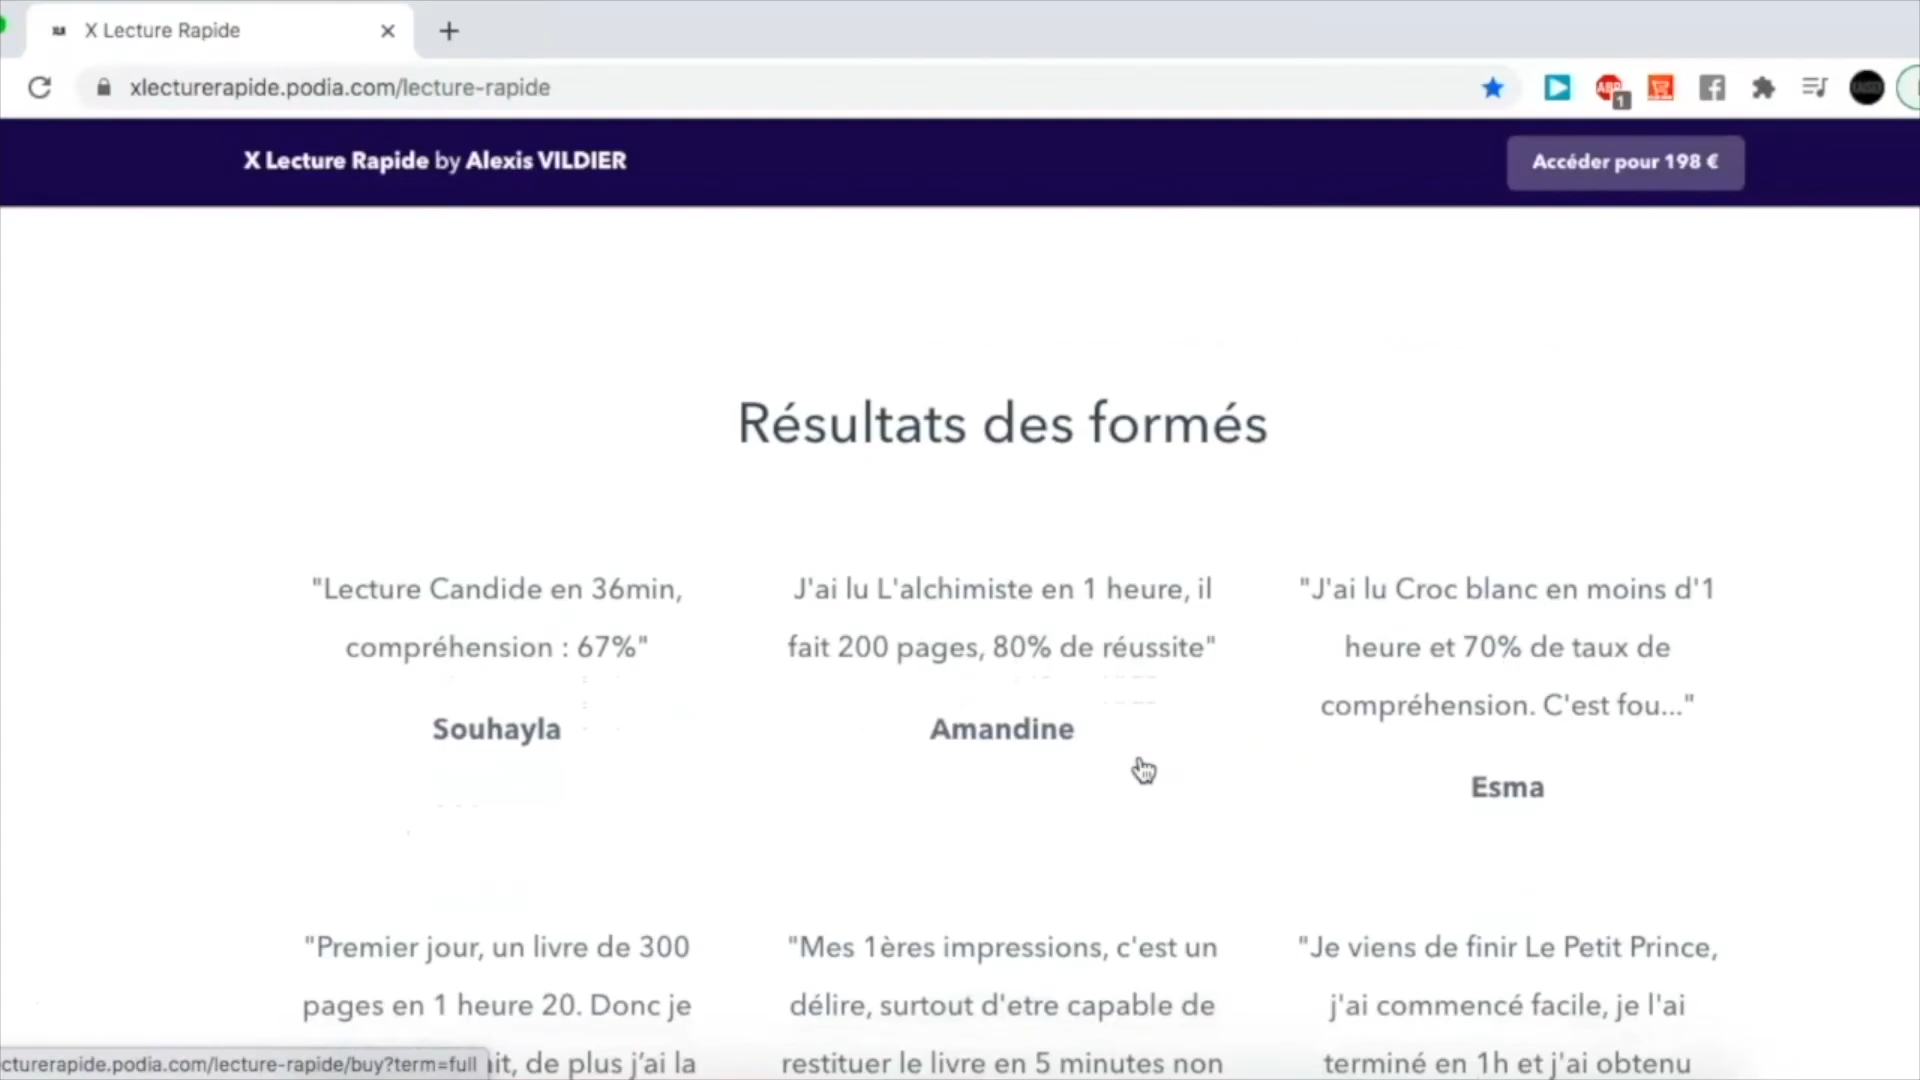 X Lecture Rapide
xlecturerapide.podia.com/lecture-rapide
ABP
1
X Lecture Rapide by Alexis VILDIER
Accéder pour 198 €
Résultats des formés
"Lecture Candide en 36min,
compréhension : 67%"
Souhayla
J'ai lu L'alchimiste en 1 heure, il
fait 200 pages, 80% de réussite"
Amandine
"J'ai lu Croc blanc en moins d'1
heure et 70% de taux de
compréhension. C'est fou..."
Esma
"Premier jour, un livre de 300
pages en 1 heure 20. Donc je
it, de plus j'ai la
"Mes 1ères impressions, c'est un
délire, surtout d'etre capable de
restituer le livre en 5 minutes non
"Je viens de finir Le Petit Prince,
j'ai commencé facile, je l'ai
terminé en 1h et j'ai obtenu
cturerapide.podia.com/lecture-rapide/buy?term=full